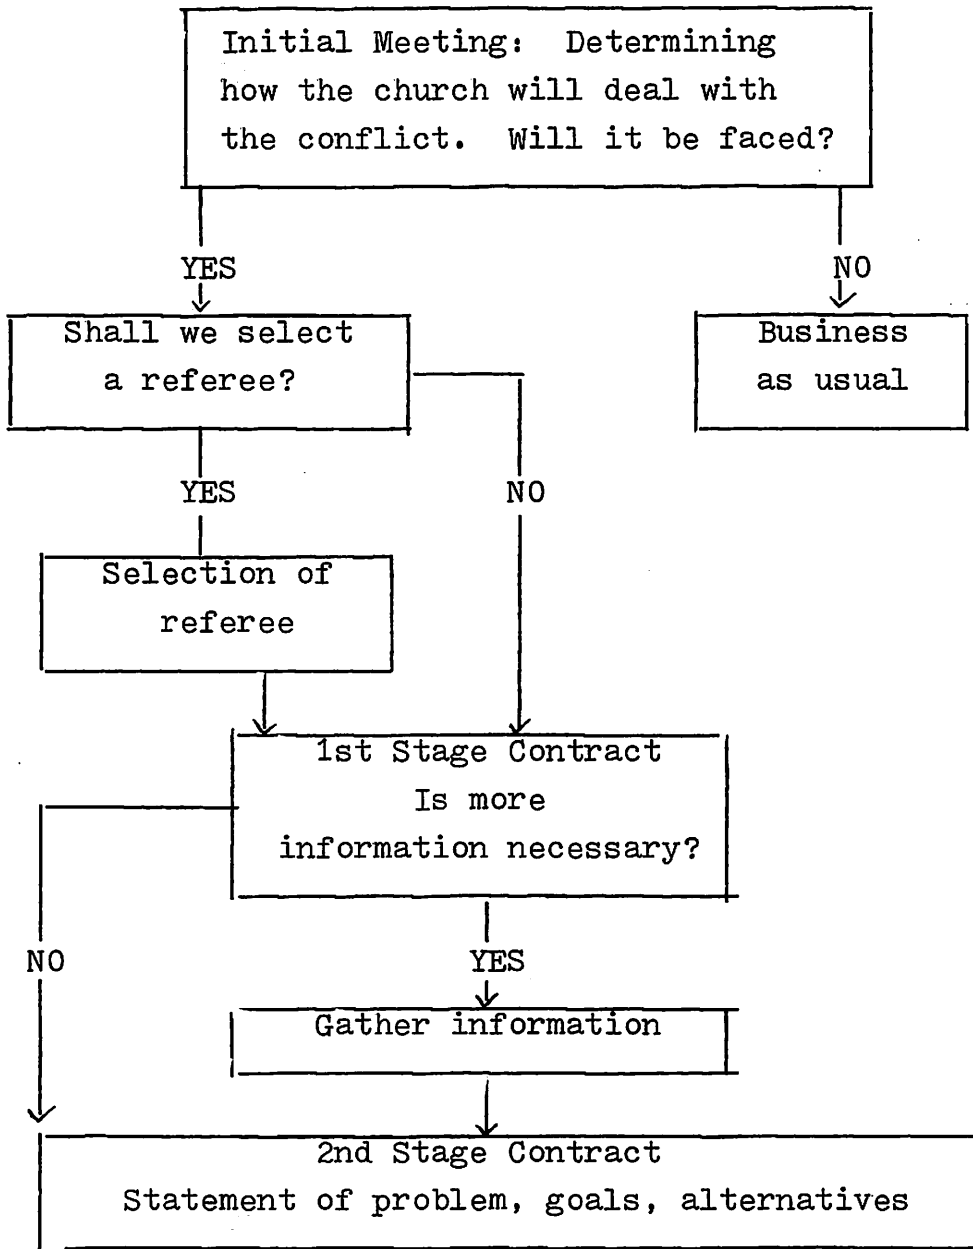 Initial Meeting: Determining
how the church will deal with
the conflict. Will it be faced?
YES
NO
Shall we select
a referee?
Business
as usual
YES
NO
Selection of
referee
1st Stage Contract
Is more
information necessary?
NO
YES
Gather information
2nd Stage Contract
Statement of problem, goals, alternatives